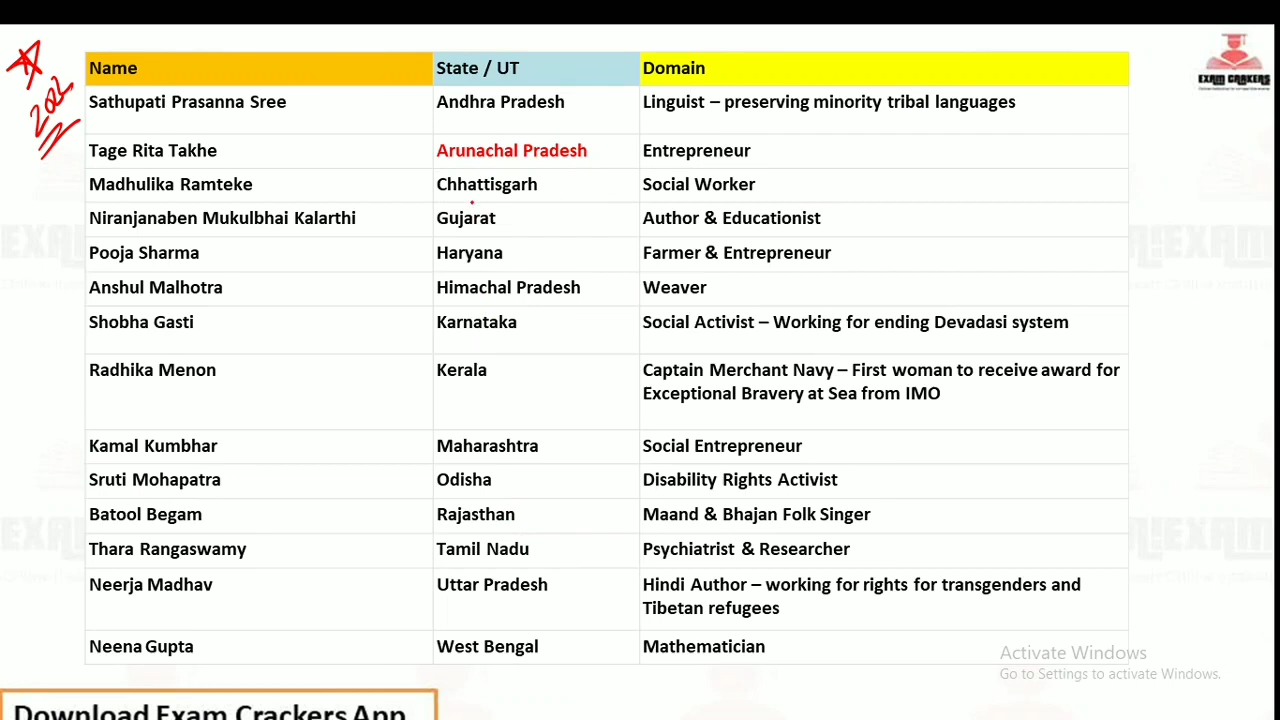 Name State / UT Domain
EXAM CRAKERS
2022
Sathupati Prasanna Sree Andhra Pradesh Linguist – preserving minority tribal languages
Tage Rita Takhe Arunachal Pradesh Entrepreneur
Madhulika Ramteke Chhattisgarh Social Worker
Niranjanaben Mukulbhai Kalarthi Gujarat Author & Educationist
Pooja Sharma Haryana Farmer & Entrepreneur
Anshul Malhotra Himachal Pradesh Weaver
Shobha Gasti Karnataka Social Activist – Working for ending Devadasi system
Radhika Menon Kerala Captain Merchant Navy – First woman to receive award for
Exceptional Bravery at Sea from IMO
Kamal Kumbhar Maharashtra Social Entrepreneur
Sruti Mohapatra Odisha Disability Rights Activist
Batool Begam Rajasthan Maand & Bhajan Folk Singer
Thara Rangaswamy Tamil Nadu Psychiatrist & Researcher
Neerja Madhav Uttar Pradesh Hindi Author – working for rights for transgenders and
Tibetan refugees
Neena Gupta West Bengal Mathematician
Activate Windows
Go to Settings to activate Windows.
Download Exam Crackers App